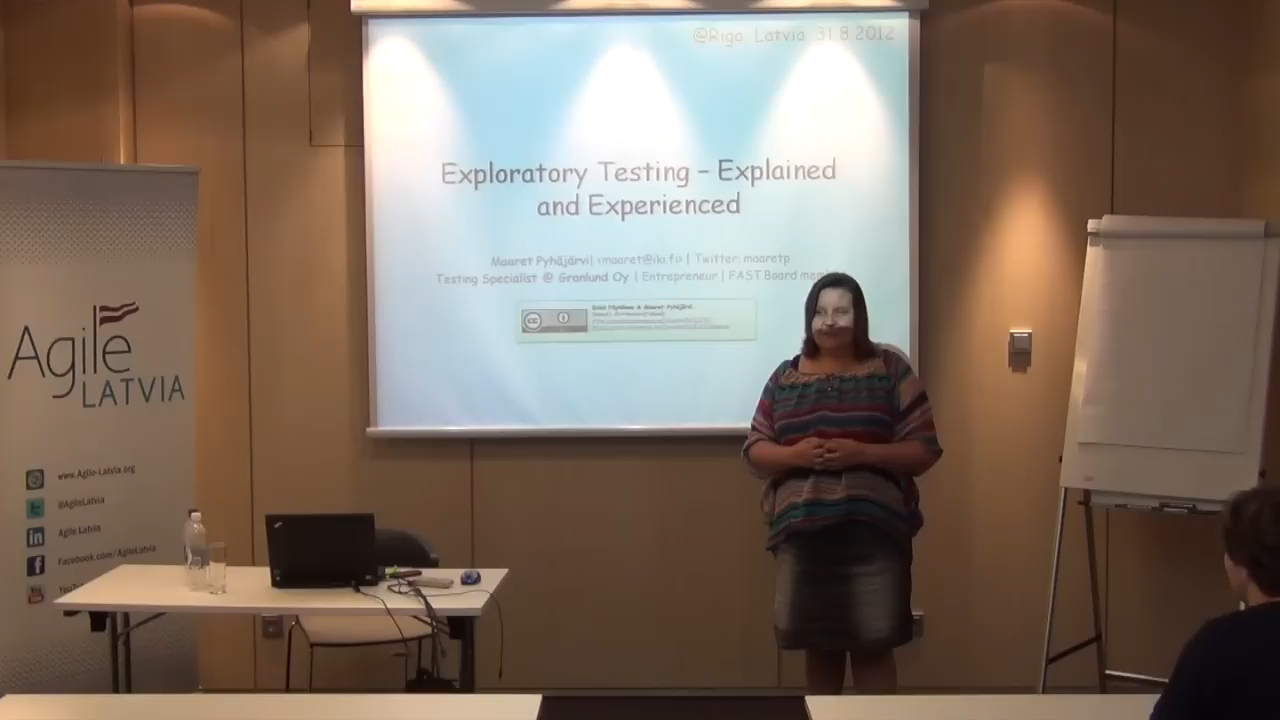 @Riga, Latvia 31.8.2012
Exploratory Testing – Explained
and Experienced
Maaret Pyhäjärvi| maaret@iki.fi | Twitter: maaretp
Testing Specialist @ Granlund Oy | Entrepreneur | FAST Board
Agile
LATVIA
www.Agile-Latvia.org
@AgileLatvia
Agile Latvia
Facebook.com/AgileLatvia